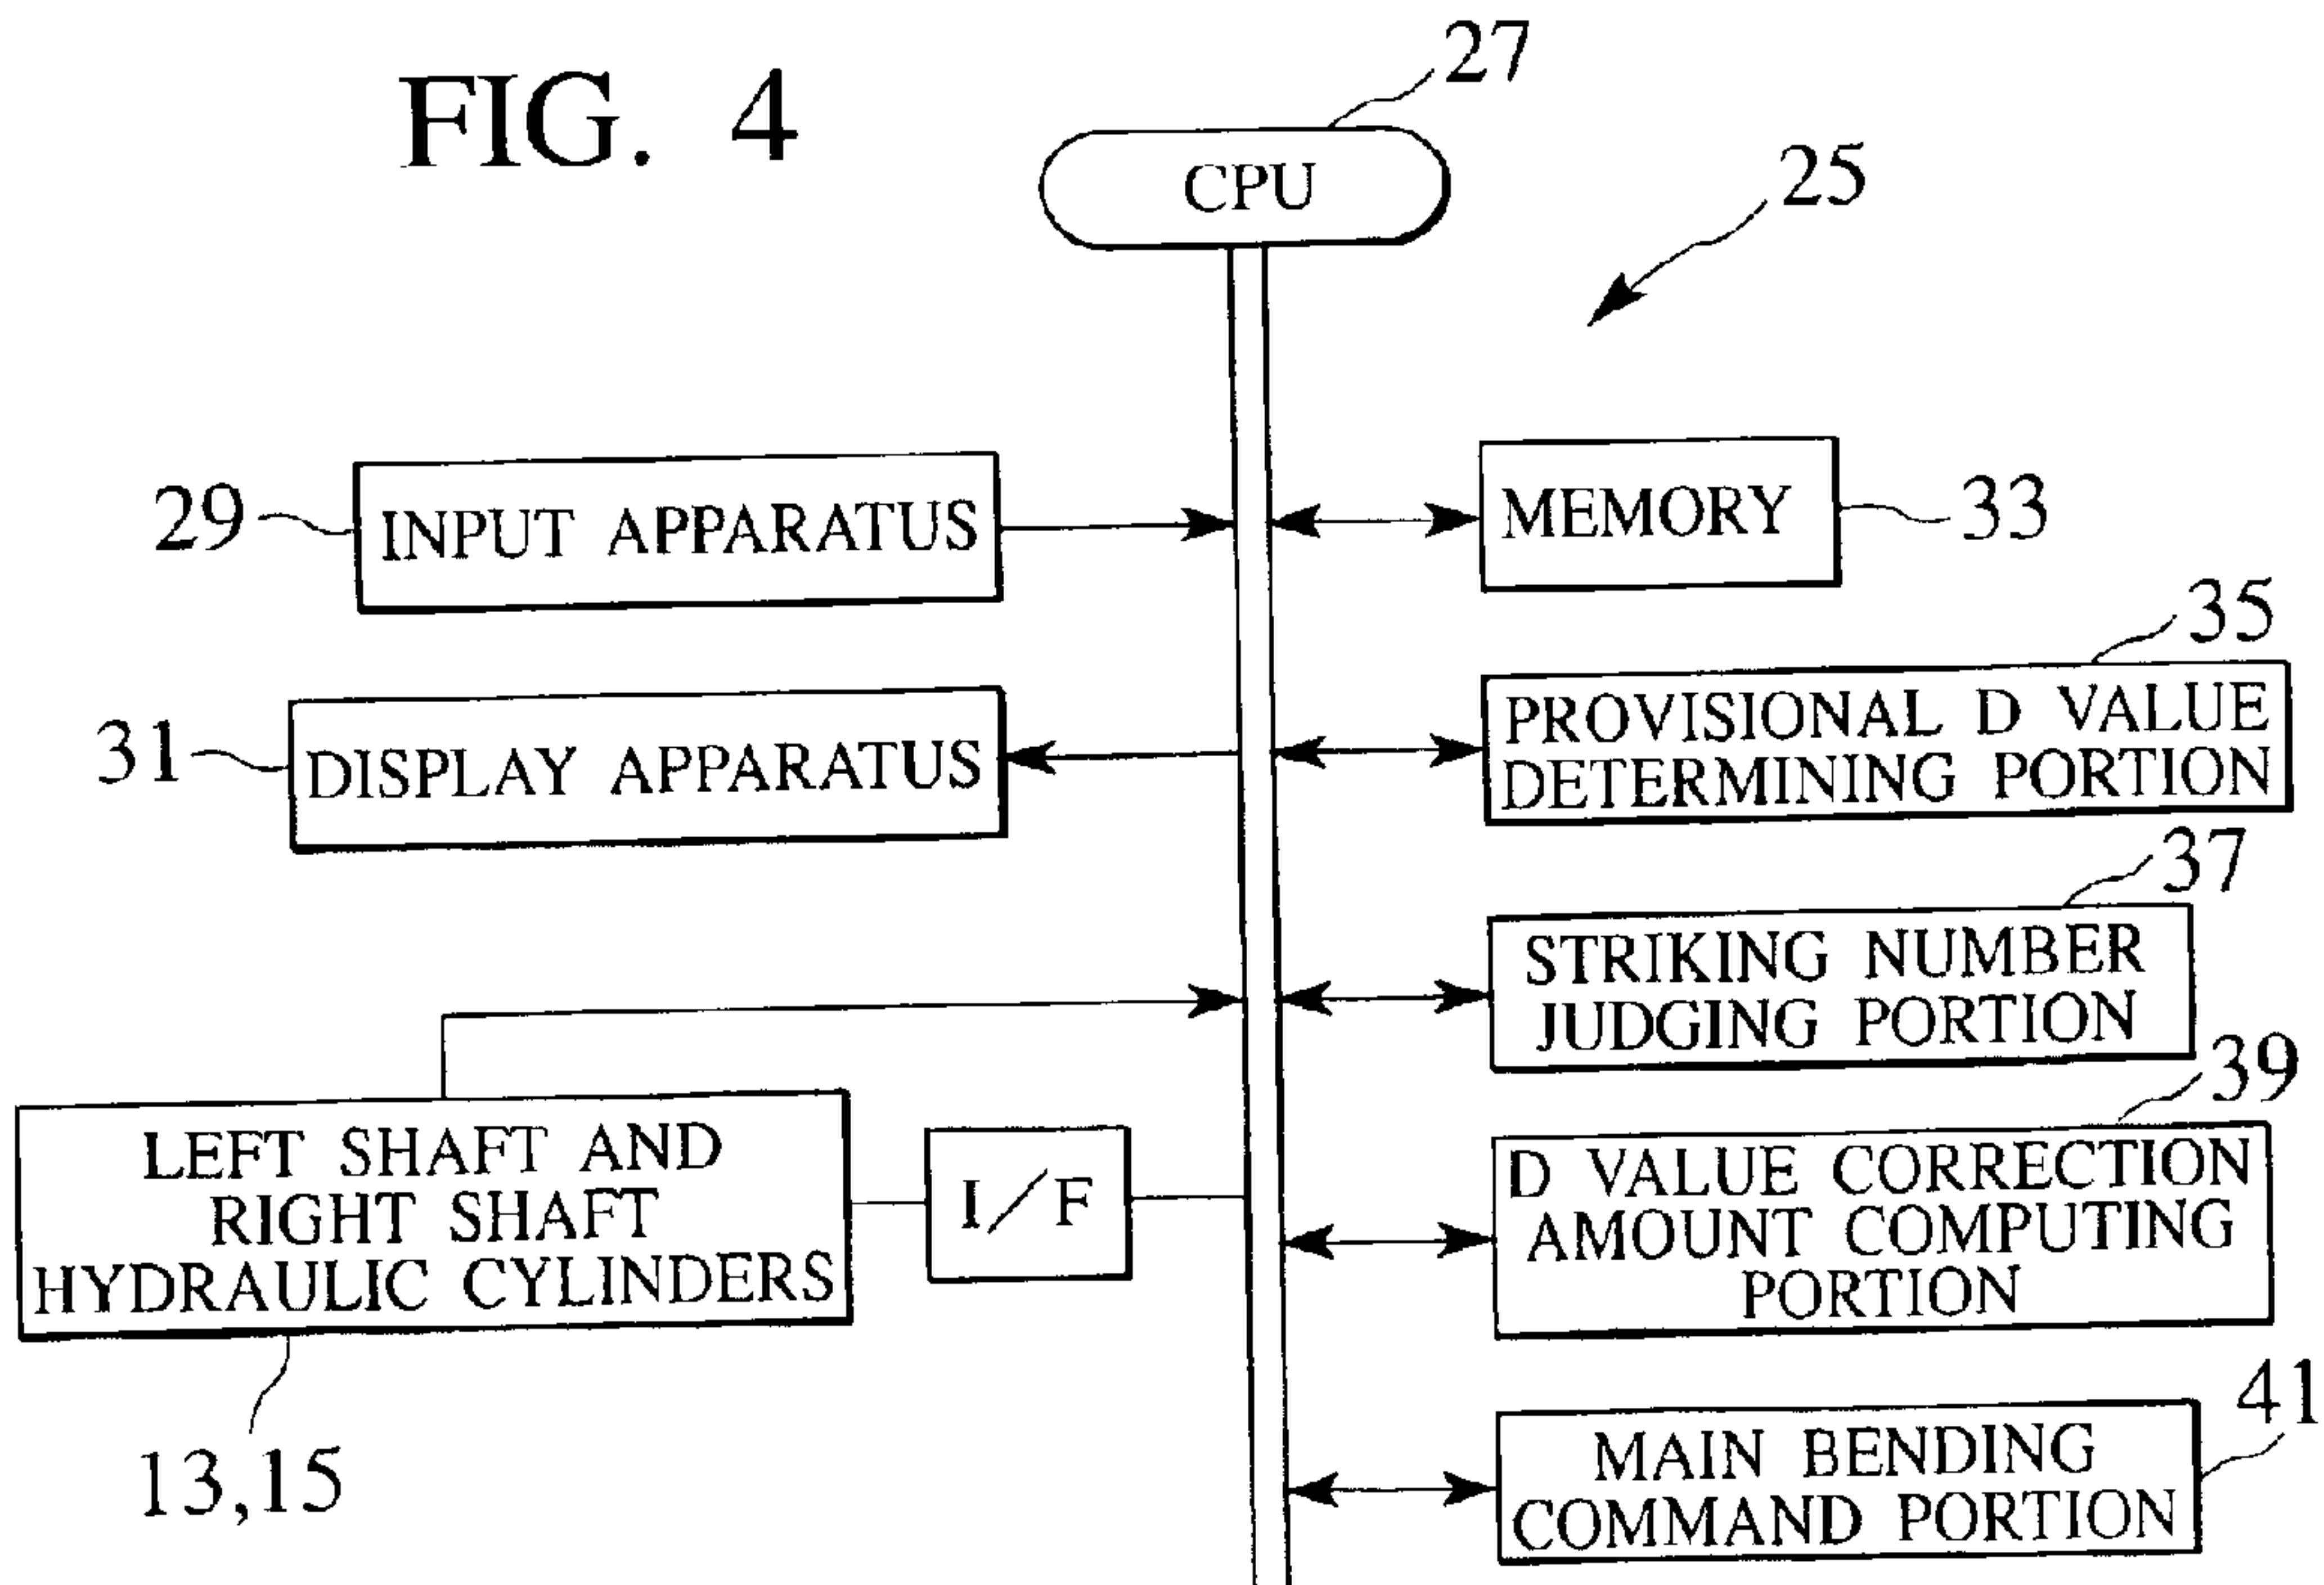 FIG. 4
27
CPU
25
29
INPUT APPARATUS
MEMORY
33
31
DISPLAY APPARATUS
35
PROVISIONAL D VALUE
DETERMINING PORTION
37
STRIKING NUMBER
JUDGING PORTION
LEFT SHAFT AND
RIGHT SHAFT
HYDRAULIC CYLINDERS
13,15
I/F
39
D VALUE CORRECTION
AMOUNT COMPUTING
PORTION
41
MAIN BENDING
COMMAND PORTION